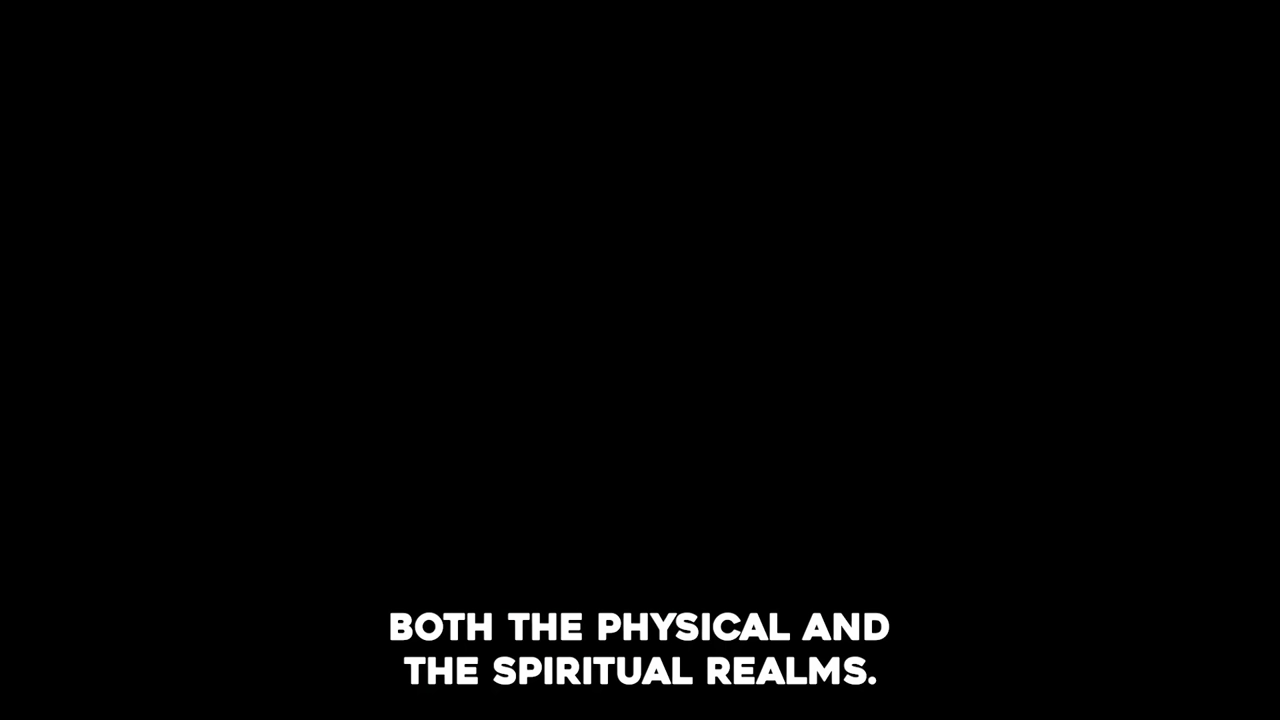 BOTH THE PHYSICAL AND
THE SPIRITUAL REALMS.